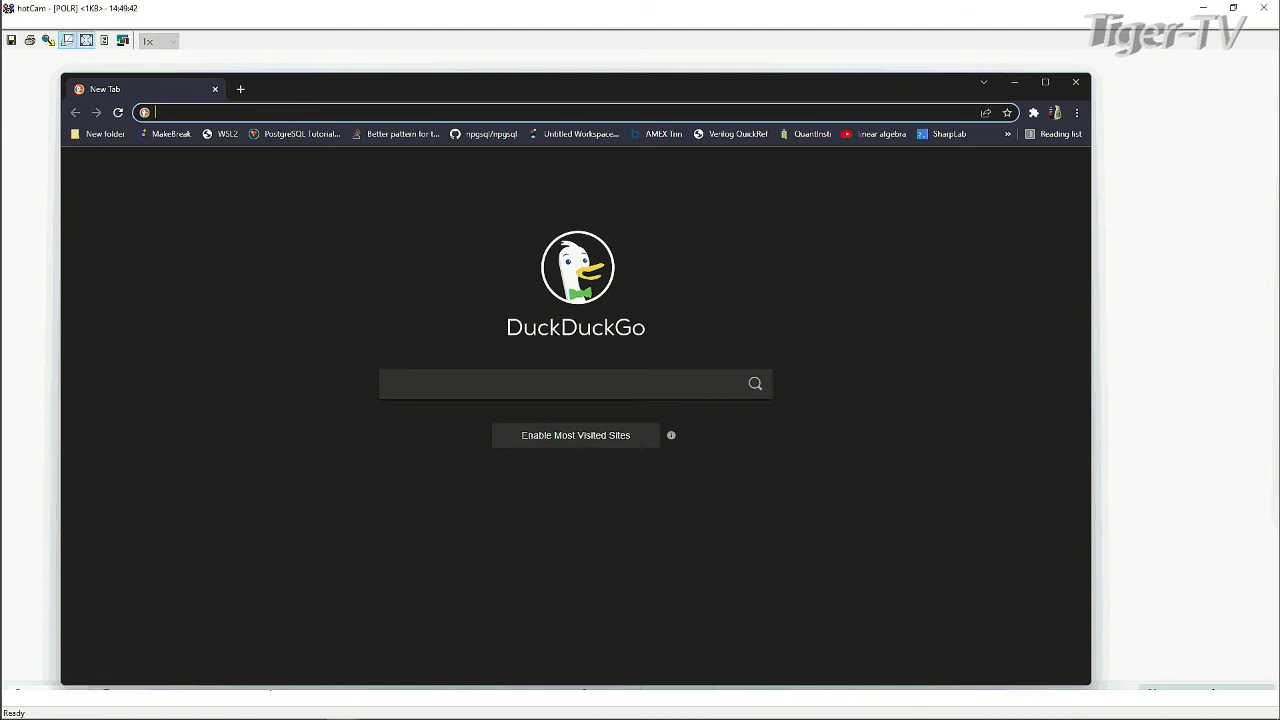 hotCam - [POLR] <1KB> - 14:49:42
Tiger-TV
1x
New Tab
New folder
MakeBreak
WSL2
PostgreSQL Tutorial...
Better pattern for t...
npgsql/npgsql
Untitled Workspace...
AMEX Trin
Verilog QuickRef
QuantInsti
linear algebra
SharpLab
»
Reading list
DuckDuckGo
Enable Most Visited Sites
Ready